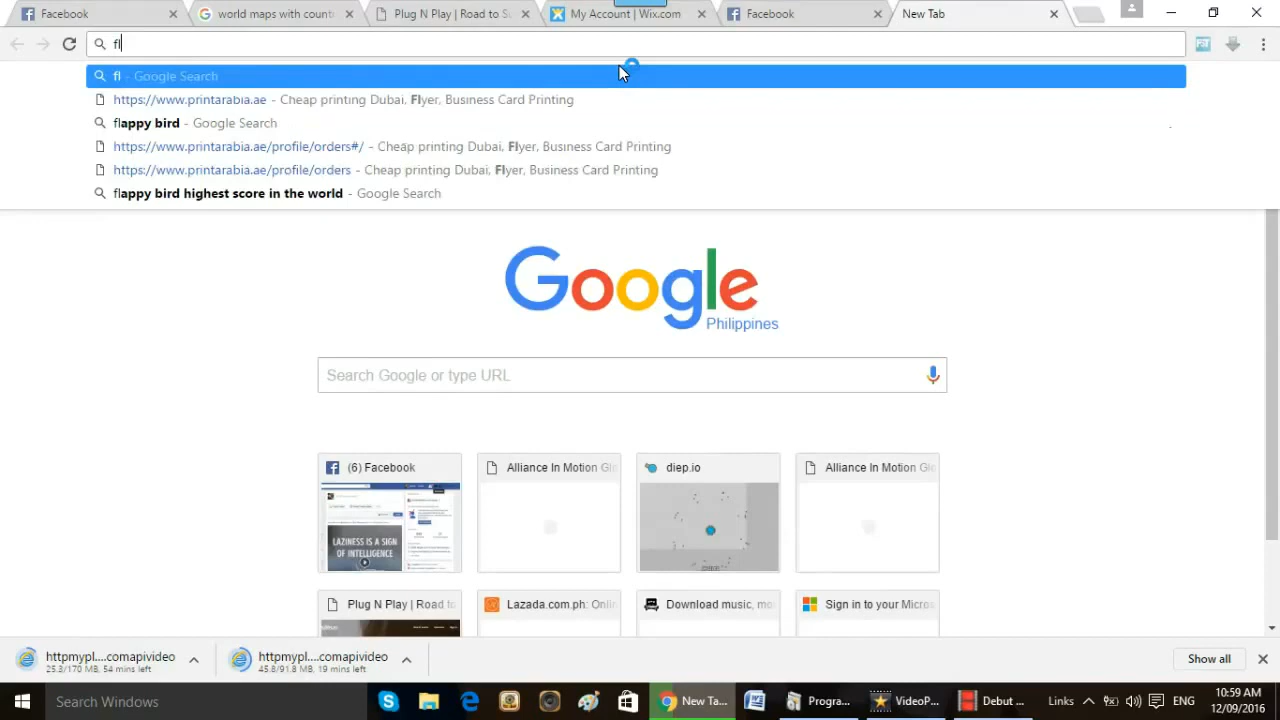 Facebook
world maps with count
Plug N Play | Road to Su
My Account | Wix.com
Facebook
New Tab
fl
fl - Google Search
https://www.printarabia.ae - Cheap printing Dubai, Flyer, Business Card Printing
flappy bird - Google Search
https://www.printarabia.ae/profile/orders#/ - Cheap printing Dubai, Flyer, Business Card Printing
https://www.printarabia.ae/profile/orders - Cheap printing Dubai, Flyer, Business Card Printing
flappy bird highest score in the world - Google Search
Google
Philippines
Search Google or type URL
(6) Facebook
Alliance In Motion Glo
diep.io
Alliance In Motion Glo
LAZINESS IS A SIGN
OF INTELLIGENCE
Plug N Play | Road to
Lazada.com.ph: Onlin
Download music, mov
Sign in to your Micros
httpmypl....comapivideo
25.3/170 MB, 54 mins left
httpmypl....comapivideo
45.8/91.8 MB, 19 mins left
Show all
Search Windows
New Ta...
Progra...
VideoP...
Debut ...
Links
ENG
10:59 AM
12/09/2016